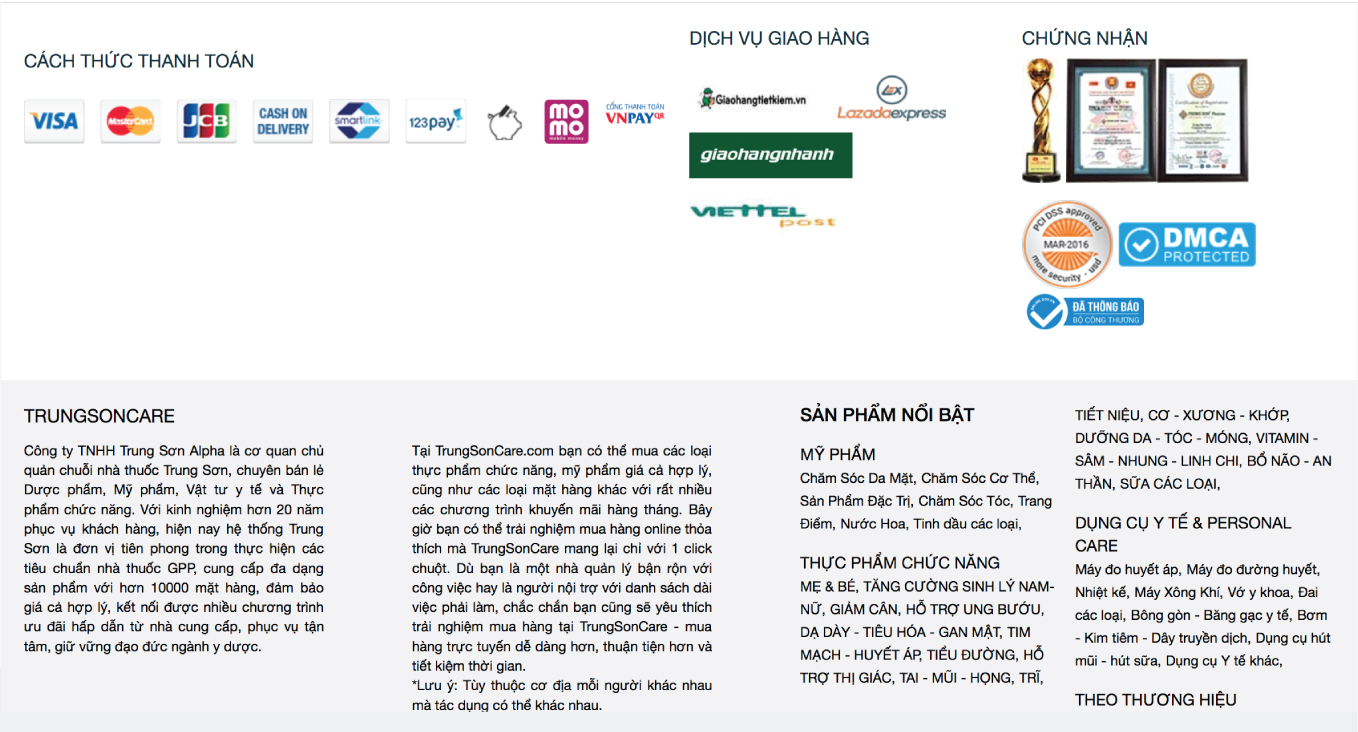 CÁCH THỨC THANH TOÁN
VISA
MasterCard
JCB
CASH ON
DELIVERY
smartlink
123pay
momo
mobile money
CỔNG THANH TOÁN
VNPAYQR
DỊCH VỤ GIAO HÀNG
Giaohangtietkiem.vn
LEX
Lazadaexpress
giaohangnhanh
VIETTEL
post
CHỨNG NHẬN
Certificate of Registration
PCI DSS approved
MAR-2016
more security - usd
DMCA
PROTECTED
ĐÃ THÔNG BÁO
BỘ CÔNG THƯƠNG
TRUNGSONCARE
Công ty TNHH Trung Sơn Alpha là cơ quan chủ
quản chuỗi nhà thuốc Trung Sơn, chuyên bán lẻ
Dược phẩm, Mỹ phẩm, Vật tư y tế và Thực
phẩm chức năng. Với kinh nghiệm hơn 20 năm
phục vụ khách hàng, hiện nay hệ thống Trung
Sơn là đơn vị tiên phong trong thực hiện các
tiêu chuẩn nhà thuốc GPP, cung cấp đa dạng
sản phẩm với hơn 10000 mặt hàng, đảm bảo
giá cả hợp lý, kết nối được nhiều chương trình
ưu đãi hấp dẫn từ nhà cung cấp, phục vụ tận
tâm, giữ vững đạo đức ngành y dược.
Tại TrungSonCare.com bạn có thể mua các loại
thực phẩm chức năng, mỹ phẩm giá cả hợp lý,
cũng như các loại mặt hàng khác với rất nhiều
các chương trình khuyến mãi hàng tháng. Bây
giờ bạn có thể trải nghiệm mua hàng online thỏa
thích mà TrungSonCare mang lại chỉ với 1 click
chuột. Dù bạn là một nhà quản lý bận rộn với
công việc hay là người nội trợ với danh sách dài
việc phải làm, chắc chắn bạn cũng sẽ yêu thích
trải nghiệm mua hàng tại TrungSonCare - mua
hàng trực tuyến dễ dàng hơn, thuận tiện hơn và
tiết kiệm thời gian.
*Lưu ý: Tùy thuộc cơ địa mỗi người khác nhau
mà tác dụng có thể khác nhau.
SẢN PHẨM NỔI BẬT
MỸ PHẨM
Chăm Sóc Da Mặt, Chăm Sóc Cơ Thể,
Sản Phẩm Đặc Trị, Chăm Sóc Tóc, Trang
Điểm, Nước Hoa, Tinh dầu các loại,
THỰC PHẨM CHỨC NĂNG
MẸ & BÉ, TĂNG CƯỜNG SINH LÝ NAM-
NỮ, GIẢM CÂN, HỖ TRỢ UNG BƯỚU,
DẠ DÀY - TIÊU HÓA - GAN MẬT, TIM
MẠCH - HUYẾT ÁP, TIỂU ĐƯỜNG, HỖ
TRỢ THỊ GIÁC, TAI - MŨI - HỌNG, TRĨ,
TIẾT NIỆU, CƠ - XƯƠNG - KHỚP,
DƯỠNG DA - TÓC - MÓNG, VITAMIN -
SÂM - NHUNG - LINH CHI, BỔ NÃO - AN
THẦN, SỮA CÁC LOẠI,
DỤNG CỤ Y TẾ & PERSONAL
CARE
Máy đo huyết áp, Máy đo đường huyết,
Nhiệt kế, Máy Xông Khí, Vớ y khoa, Đai
các loại, Bông gòn - Băng gạc y tế, Bơm
- Kim tiêm - Dây truyền dịch, Dụng cụ hút
mũi - hút sữa, Dụng cụ Y tế khác,
THEO THƯƠNG HIỆU